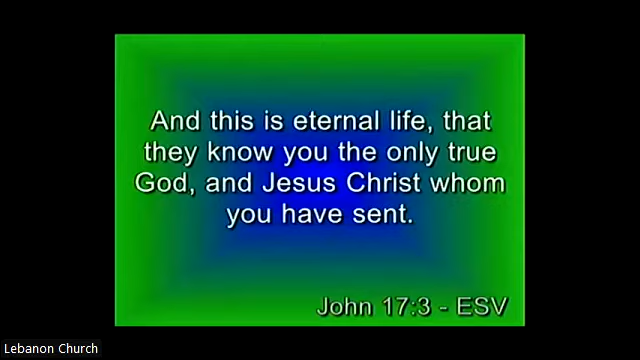 And this is eternal life, that
they know you the only true
God, and Jesus Christ whom
you have sent.
John 17:3 - ESV
Lebanon Church